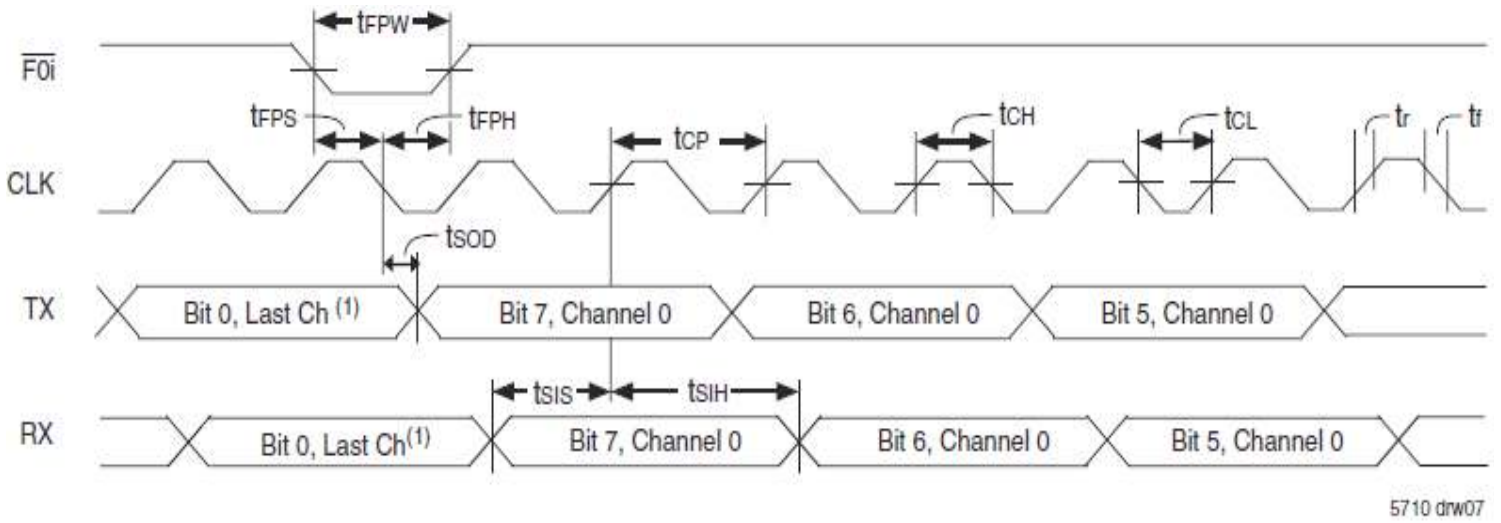 tFPW
F0i
tFPS
tFPH
tCP
tCH
tCL
tr
tf
CLK
tSOD
TX
Bit 0, Last Ch (1)
Bit 7, Channel 0
Bit 6, Channel 0
Bit 5, Channel 0
tSIS
tSIH
RX
Bit 0, Last Ch(1)
Bit 7, Channel 0
Bit 6, Channel 0
Bit 5, Channel 0
5710 drw07